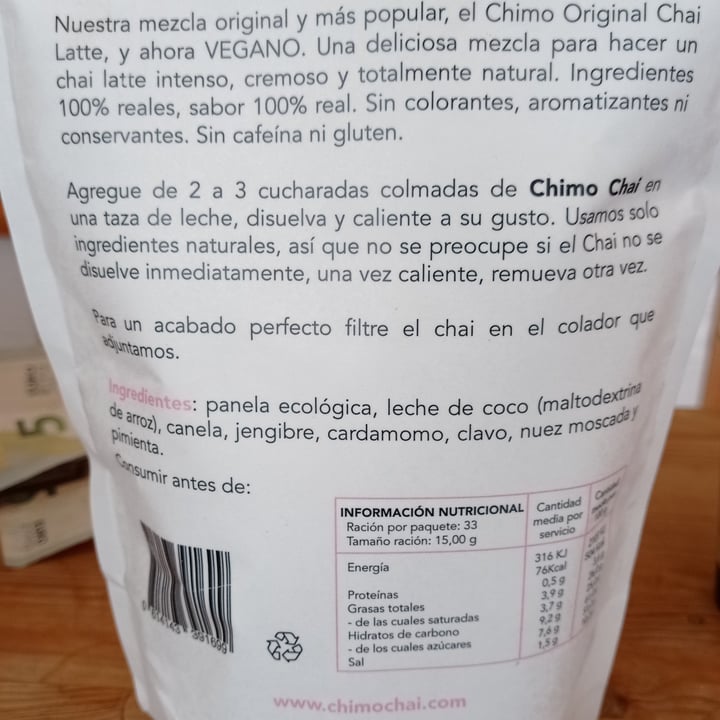 Nuestra mezcla original y más popular, el Chimo Original Chai
Latte, y ahora VEGANO. Una deliciosa mezcla para hacer un
chai latte intenso, cremoso y totalmente natural. Ingredientes
100% reales, sabor 100% real. Sin colorantes, aromatizantes ni
conservantes. Sin cafeína ni gluten.
Agregue de 2 a 3 cucharadas colmadas de Chimo Chai en
una taza de leche, disuelva y caliente a su gusto. Usamos solo
ingredientes naturales, así que no se preocupe si el Chai no se
disuelve inmediatamente, una vez caliente, remueva otra vez.
Para un acabado perfecto filtre el chai en el colador que
adjuntamos.
Ingredientes: panela ecológica, leche de coco (maltodextrina
de arroz), canela, jengibre, cardamomo, clavo, nuez moscada y
pimienta.
Consumir antes de:
INFORMACIÓN NUTRICIONAL
Ración por paquete: 33
Tamaño ración: 15,00 g
Cantidad
media por
servicio
Energía
316 KJ
76Kcal
0,5 g
Proteínas
3,9 g
Grasas totales
3,7 g
- de las cuales saturadas
9,2 g
Hidratos de carbono
7,6 g
- de los cuales azúcares
1,5 g
Sal
www.chimochai.com
5